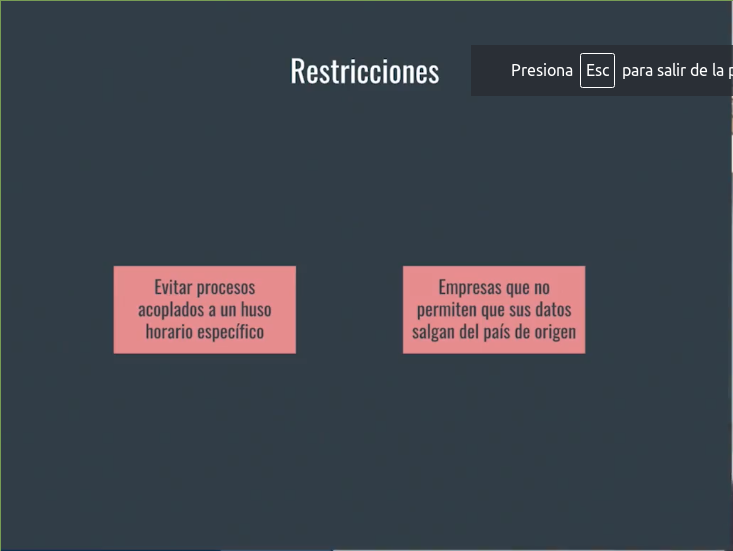 Restricciones
Presiona Esc para salir de la p
Evitar procesos
acoplados a un huso
horario específico
Empresas que no
permiten que sus datos
salgan del país de origen